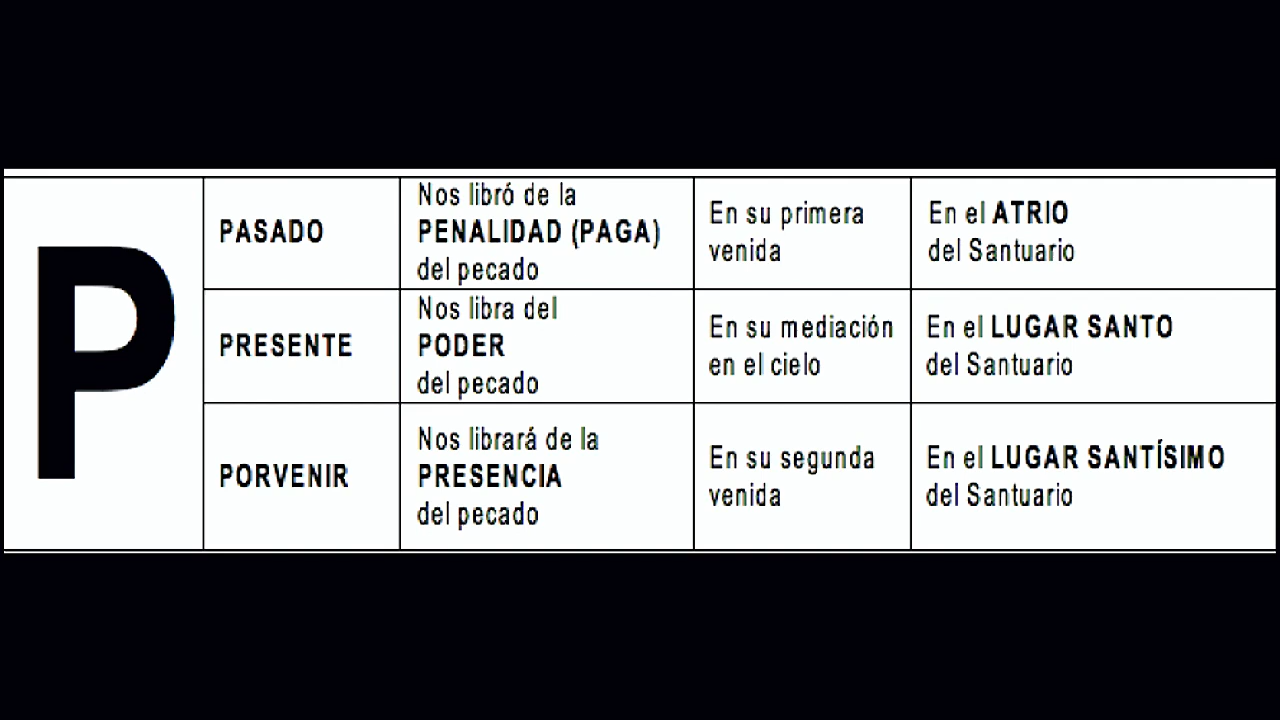 P
PASADO
Nos libró de la
PENALIDAD (PAGA)
del pecado
En su primera
venida
En el ATRIO
del Santuario
PRESENTE
Nos libra del
PODER
del pecado
En su mediación
en el cielo
En el LUGAR SANTO
del Santuario
PORVENIR
Nos librará de la
PRESENCIA
del pecado
En su segunda
venida
En el LUGAR SANTÍSIMO
del Santuario